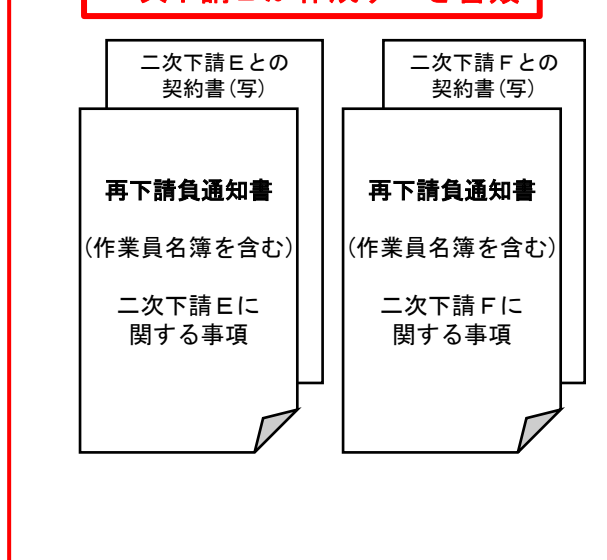 二次下請Ｅとの
契約書(写)
再下請負通知書
(作業員名簿を含む)
二次下請Ｅに
関する事項
二次下請Ｆとの
契約書(写)
再下請負通知書
(作業員名簿を含む)
二次下請Ｆに
関する事項